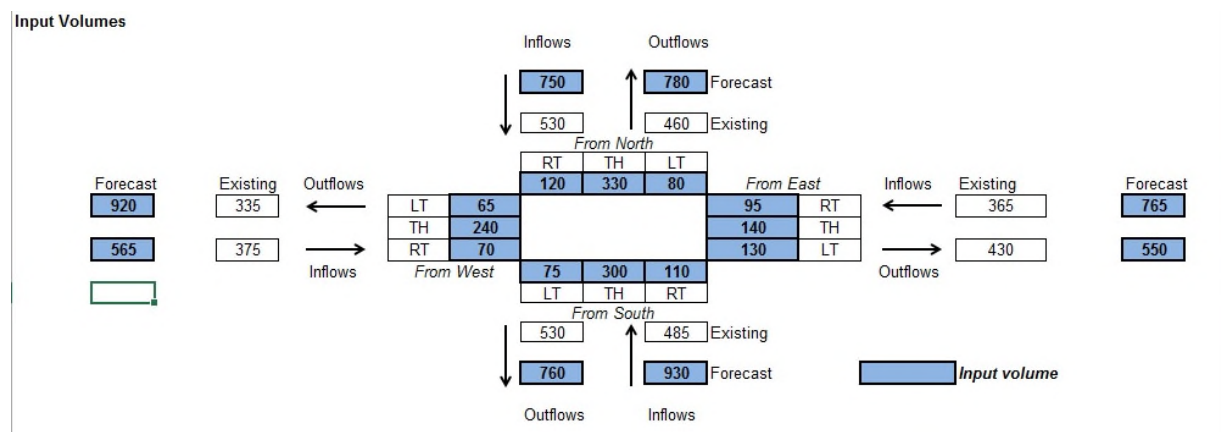 Input Volumes
Inflows Outflows
750 780 Forecast
530 460 Existing
From North
RT TH LT
Forecast Existing Outflows 120 330 80 From East Inflows Existing Forecast
920 335 LT 65 95 RT 365 765
TH 240 140 TH
565 375 RT 70 130 LT 430 550
Inflows From West 75 300 110 Outflows
LT TH RT
From South
530 485 Existing
760 930 Forecast Input volume
Outflows Inflows